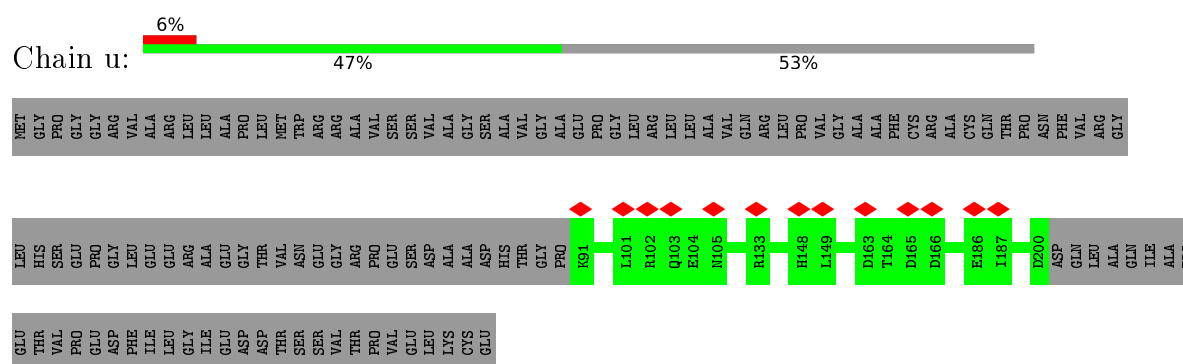 6%
Chain u:
47% 53%
MET GLY PRO GLY GLY ARG VAL ALA ARG LEU LEU ALA PRO LEU MET TRP ARG ARG ALA VAL SER SER VAL ALA GLY SER ALA VAL GLY ALA GLU PRO GLY LEU ARG LEU LEU ALA VAL GLN ARG LEU PRO VAL GLY ALA ALA PHE CYS ARG ALA CYS GLN THR PRO ASN PHE VAL ARG GLY
LEU HIS SER GLU PRO GLY LEU GLU GLU ARG ALA GLU GLY THR VAL ASN GLU GLY ARG PRO GLU SER ASP ALA ALA ASP HIS THR GLY PRO K91 L101 R102 Q103 E104 N105 R133 H148 L149 D163 T164 D165 D166 E186 I187 D200 ASP GLN LEU ALA GLN ILE ALA
GLU THR VAL PRO GLU ASP PHE ILE LEU GLY ILE GLU ASP ASP THR SER SER VAL THR PRO VAL GLU LEU LYS CYS GLU